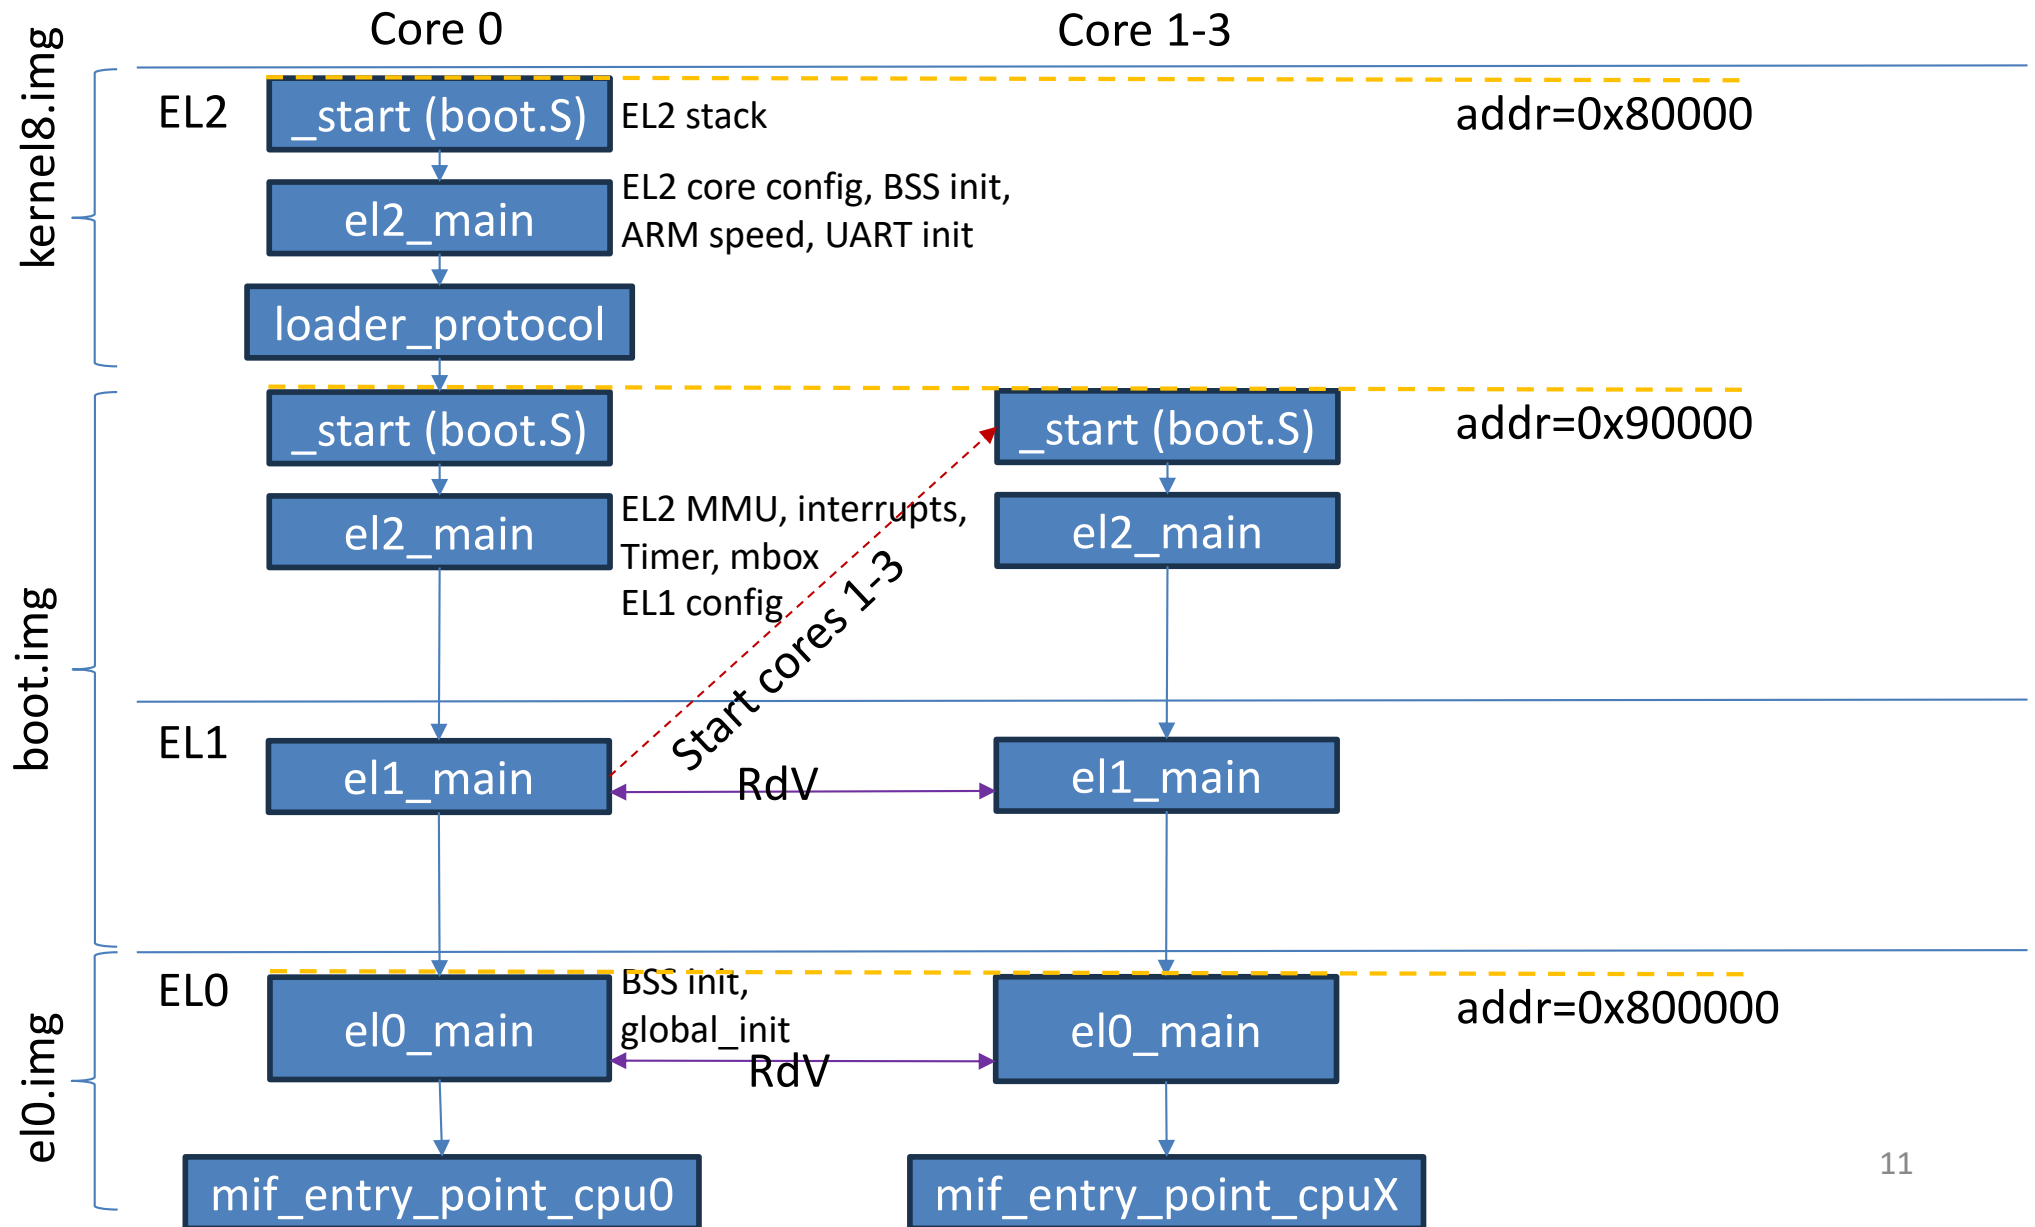 Core 0
Core 1-3
kernel8.img
EL2
_start (boot.S)
EL2 stack
addr=0x80000
el2_main
EL2 core config, BSS init,
ARM speed, UART init
loader_protocol
boot.img
_start (boot.S)
_start (boot.S)
addr=0x90000
el2_main
EL2 MMU, interrupts,
Timer, mbox
EL1 config
el2_main
Start cores 1-3
EL1
el1_main
RdV
el1_main
el0.img
EL0
el0_main
BSS init,
global_init
RdV
el0_main
addr=0x800000
mif_entry_point_cpu0
mif_entry_point_cpuX
11